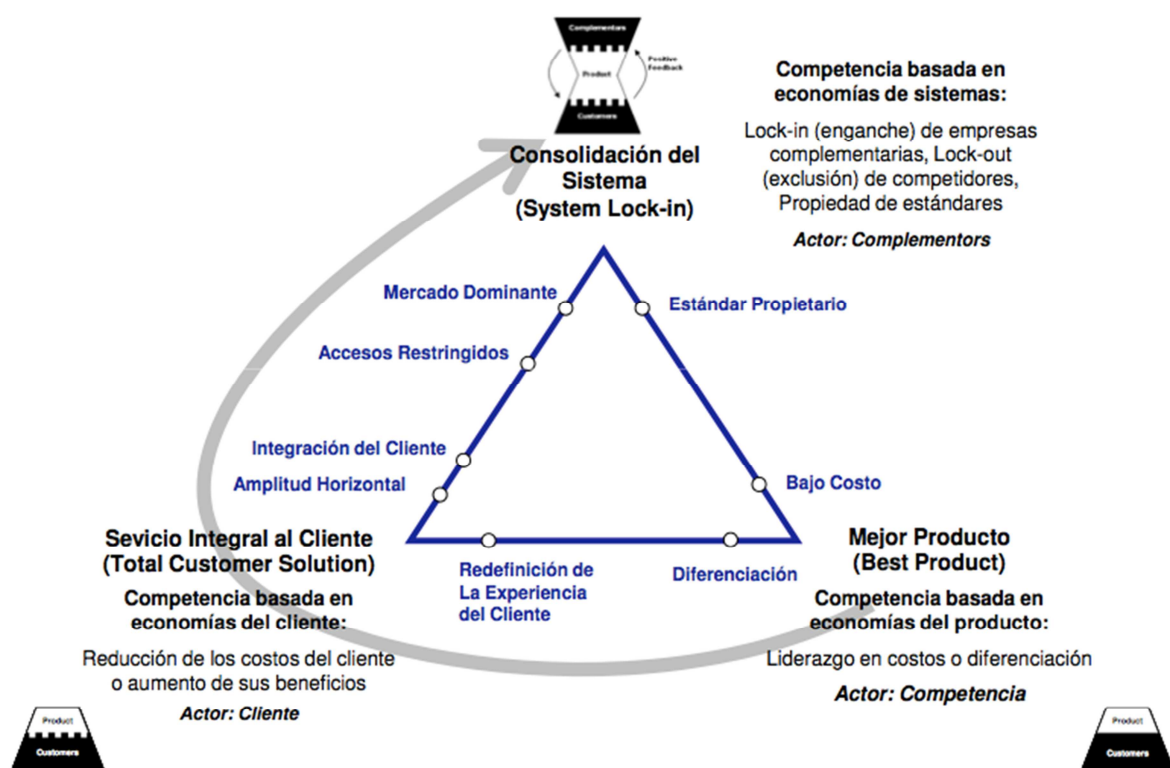 Complementors
Product
Positive
Feedback
Customers
Consolidación del
Sistema
(System Lock-in)
Competencia basada en
economías de sistemas:
Lock-in (enganche) de empresas
complementarias, Lock-out
(exclusión) de competidores,
Propiedad de estándares
Actor: Complementors
Mercado Dominante
Estándar Propietario
Accesos Restringidos
Integración del Cliente
Amplitud Horizontal
Bajo Costo
Sevicio Integral al Cliente
(Total Customer Solution)
Competencia basada en
economías del cliente:
Reducción de los costos del cliente
o aumento de sus beneficios
Actor: Cliente
Redefinición de
La Experiencia
del Cliente
Diferenciación
Mejor Producto
(Best Product)
Competencia basada en
economías del producto:
Liderazgo en costos o diferenciación
Actor: Competencia
Product
Customers
Product
Customers